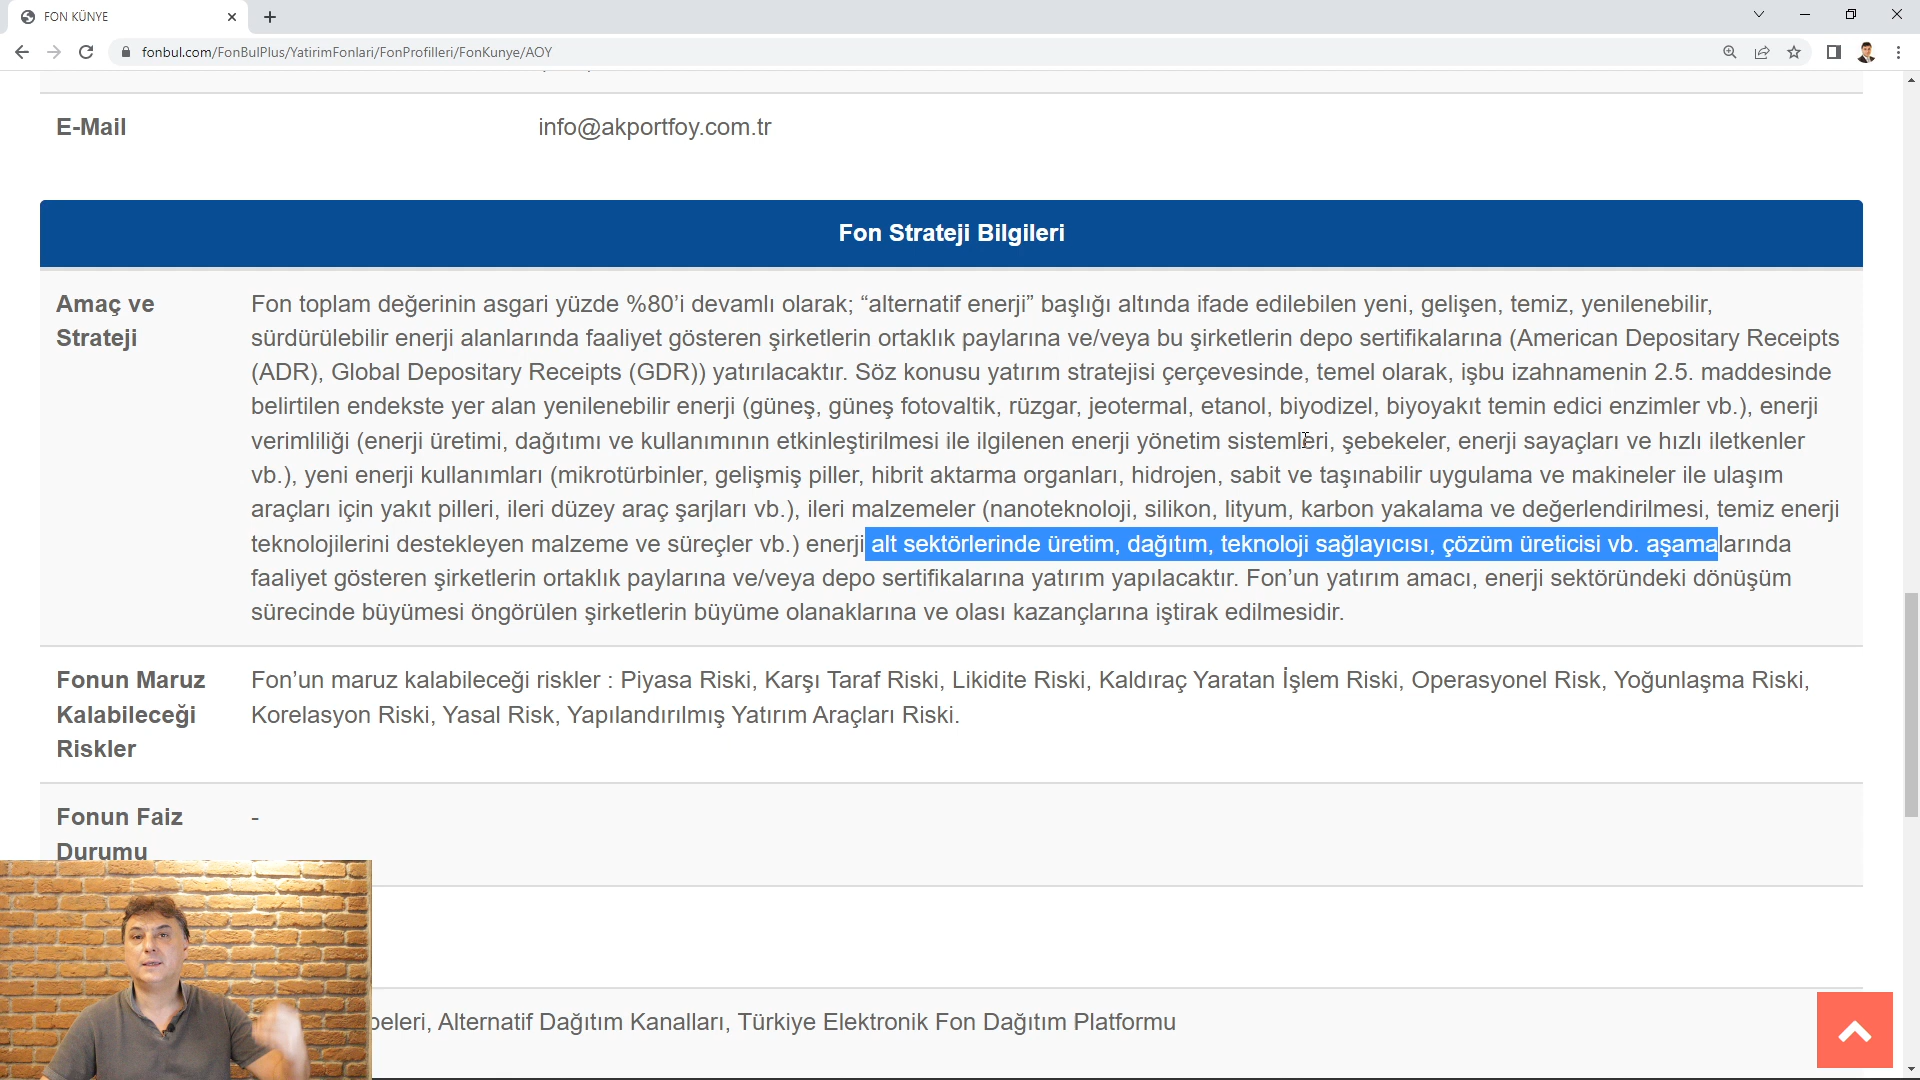 FON KÜNYE
fonbul.com/FonBulPlus/YatirimFonlari/FonProfilleri/FonKunye/AOY
E-Mail
info@akportfoy.com.tr
Fon Strateji Bilgileri
Amaç ve
Strateji
Fon toplam değerinin asgari yüzde %80’i devamlı olarak; “alternatif enerji” başlığı altında ifade edilebilen yeni, gelişen, temiz, yenilenebilir,
sürdürülebilir enerji alanlarında faaliyet gösteren şirketlerin ortaklık paylarına ve/veya bu şirketlerin depo sertifikalarına (American Depositary Receipts
(ADR), Global Depositary Receipts (GDR)) yatırılacaktır. Söz konusu yatırım stratejisi çerçevesinde, temel olarak, işbu izahnamenin 2.5. maddesinde
belirtilen endekste yer alan yenilenebilir enerji (güneş, güneş fotovaltik, rüzgar, jeotermal, etanol, biyodizel, biyoyakıt temin edici enzimler vb.), enerji
verimliliği (enerji üretimi, dağıtımı ve kullanımının etkinleştirilmesi ile ilgilenen enerji yönetim sistemleri, şebekeler, enerji sayaçları ve hızlı iletkenler
vb.), yeni enerji kullanımları (mikrotürbinler, gelişmiş piller, hibrit aktarma organları, hidrojen, sabit ve taşınabilir uygulama ve makineler ile ulaşım
araçları için yakıt pilleri, ileri düzey araç şarjları vb.), ileri malzemeler (nanoteknoloji, silikon, lityum, karbon yakalama ve değerlendirilmesi, temiz enerji
teknolojilerini destekleyen malzeme ve süreçler vb.) enerji alt sektörlerinde üretim, dağıtım, teknoloji sağlayıcısı, çözüm üreticisi vb. aşamalarında
faaliyet gösteren şirketlerin ortaklık paylarına ve/veya depo sertifikalarına yatırım yapılacaktır. Fon’un yatırım amacı, enerji sektöründeki dönüşüm
sürecinde büyümesi öngörülen şirketlerin büyüme olanaklarına ve olası kazançlarına iştirak edilmesidir.
Fonun Maruz
Kalabileceği
Riskler
Fon’un maruz kalabileceği riskler : Piyasa Riski, Karşı Taraf Riski, Likidite Riski, Kaldıraç Yaratan İşlem Riski, Operasyonel Risk, Yoğunlaşma Riski,
Korelasyon Riski, Yasal Risk, Yapılandırılmış Yatırım Araçları Riski.
Fonun Faiz
Durumu
-
Alternatif Dağıtım Kanalları, Türkiye Elektronik Fon Dağıtım Platformu